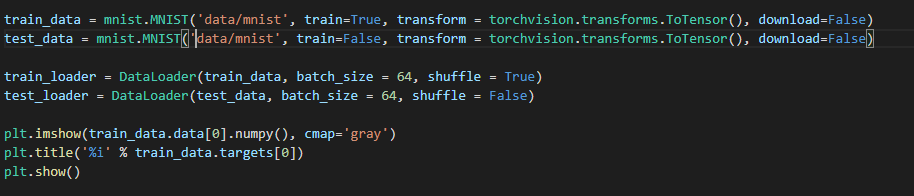 train_data = mnist.MNIST('data/mnist', train=True, transform = torchvision.transforms.ToTensor(), download=False)
test_data = mnist.MNIST('data/mnist', train=False, transform = torchvision.transforms.ToTensor(), download=False)
train_loader = DataLoader(train_data, batch_size = 64, shuffle = True)
test_loader = DataLoader(test_data, batch_size = 64, shuffle = False)
plt.imshow(train_data.data[0].numpy(), cmap='gray')
plt.title('%i' % train_data.targets[0])
plt.show()